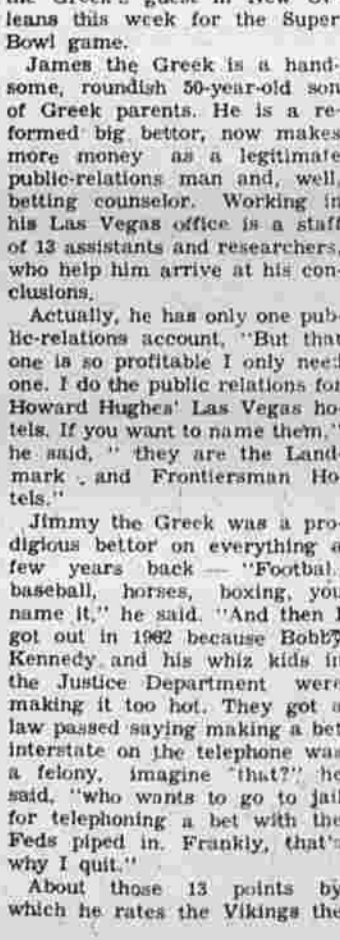 leans this week for the Super
Bowl game.
James the Greek is a hand-
some, roundish 50-year-old son
of Greek parents. He is a re-
formed big bettor, now makes
more money as a legitimate
public-relations man and, well,
betting counselor. Working in
his Las Vegas office is a staff
of 13 assistants and researchers,
who help him arrive at his con-
clusions.
Actually, he has only one pub-
lic-relations account, "But that
one is so profitable I only need
one. I do the public relations for
Howard Hughes' Las Vegas ho-
tels. If you want to name them,"
he said, " they are the Land-
mark . and Frontiersman Ho
tels."
Jimmy the Greek was a pro-
digious bettor on everything a
few years back — "Footbal.
baseball, horses, boxing, you
name it," he said. "And then I
got out in 1962 because Bobby
Kennedy and his whiz kids in
the Justice Department were
making it too hot. They got a
law passed saying making a bet
interstate on the telephone was
a felony, imagine that?" he
said, "who wants to go to jail
for telephoning a bet with the
Feds piped in. Frankly, that's
why I quit."
About those 13 points by
which he rates the Vikings the